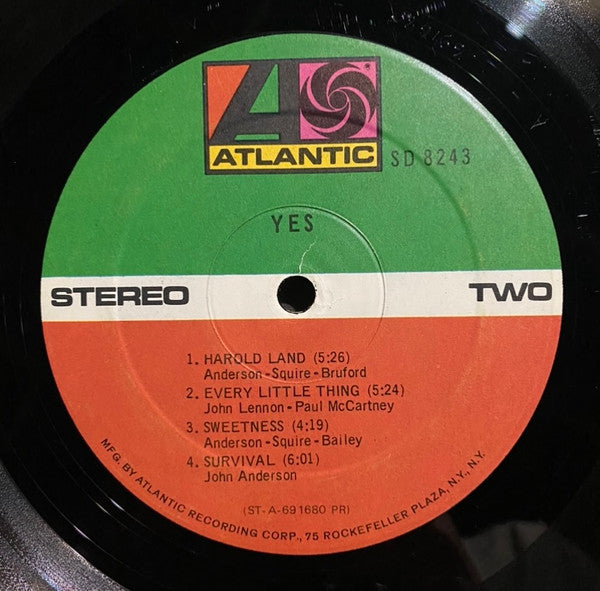 ATLANTIC
SD 8243
YES
STEREO
TWO
1. HAROLD LAND (5:26)
Anderson-Squire-Bruford
2. EVERY LITTLE THING (5:24)
John Lennon-Paul McCartney
3. SWEETNESS (4:19)
Anderson-Squire-Bailey
4. SURVIVAL (6:01)
John Anderson
(ST-A-691680 PR)
MFG. BY ATLANTIC RECORDING CORP., 75 ROCKEFELLER PLAZA, N.Y., N.Y.